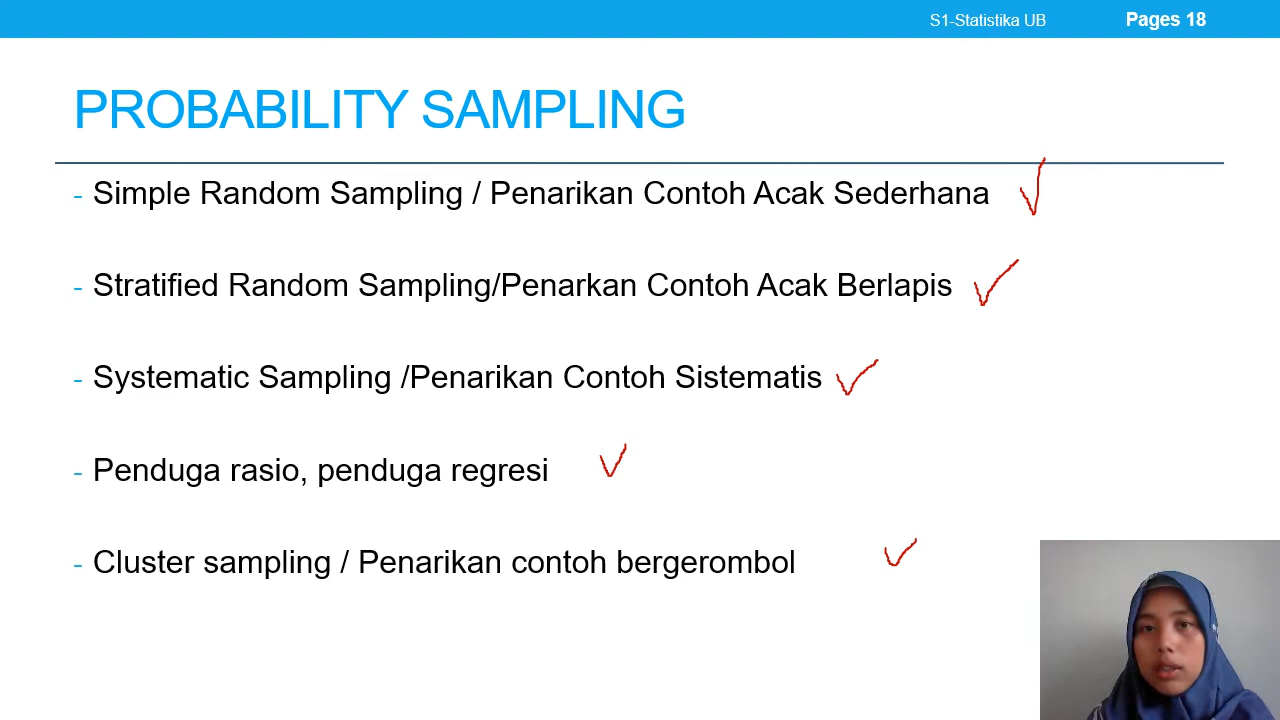 S1-Statistika UB
Pages 18
PROBABILITY SAMPLING
- Simple Random Sampling / Penarikan Contoh Acak Sederhana
- Stratified Random Sampling/Penarkan Contoh Acak Berlapis
- Systematic Sampling /Penarikan Contoh Sistematis
- Penduga rasio, penduga regresi
- Cluster sampling / Penarikan contoh bergerombol